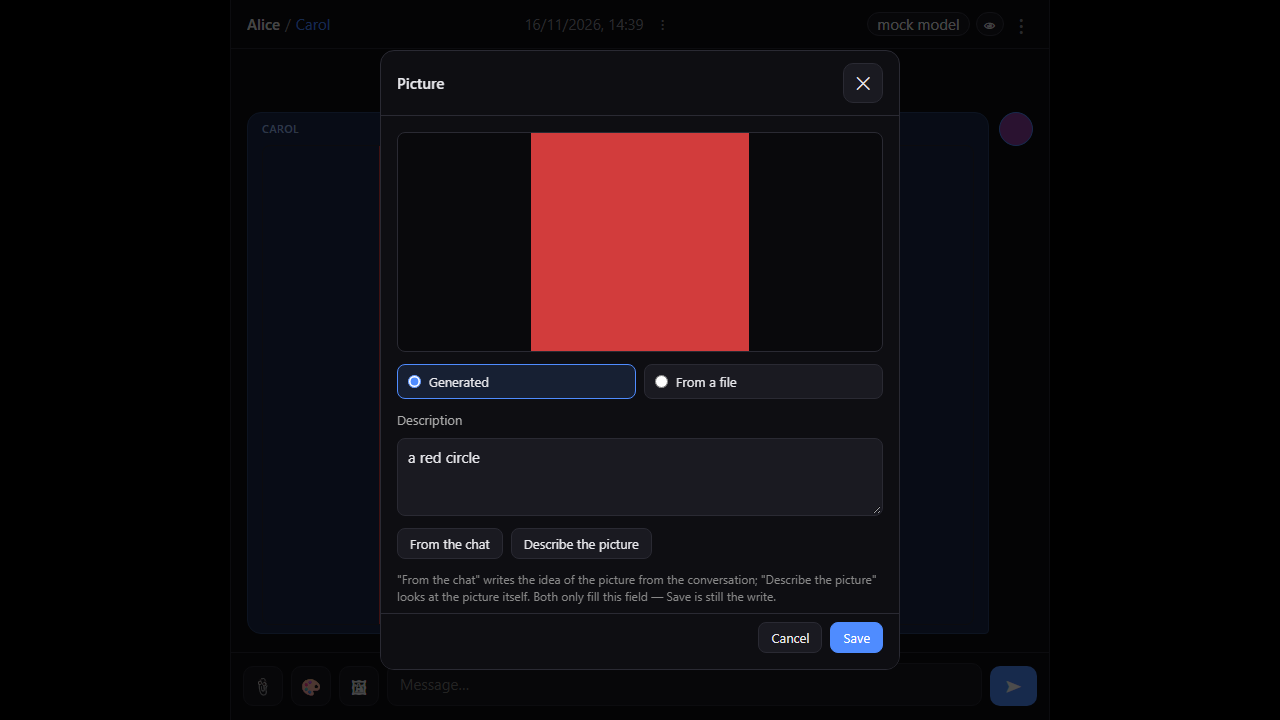 Alice / Carol
16/11/2026, 14:39
mock model
Picture
CAROL
Generated
From a file
Description
a red circle
From the chat
Describe the picture
"From the chat" writes the idea of the picture from the conversation; "Describe the picture"
looks at the picture itself. Both only fill this field — Save is still the write.
Cancel
Save
Message...